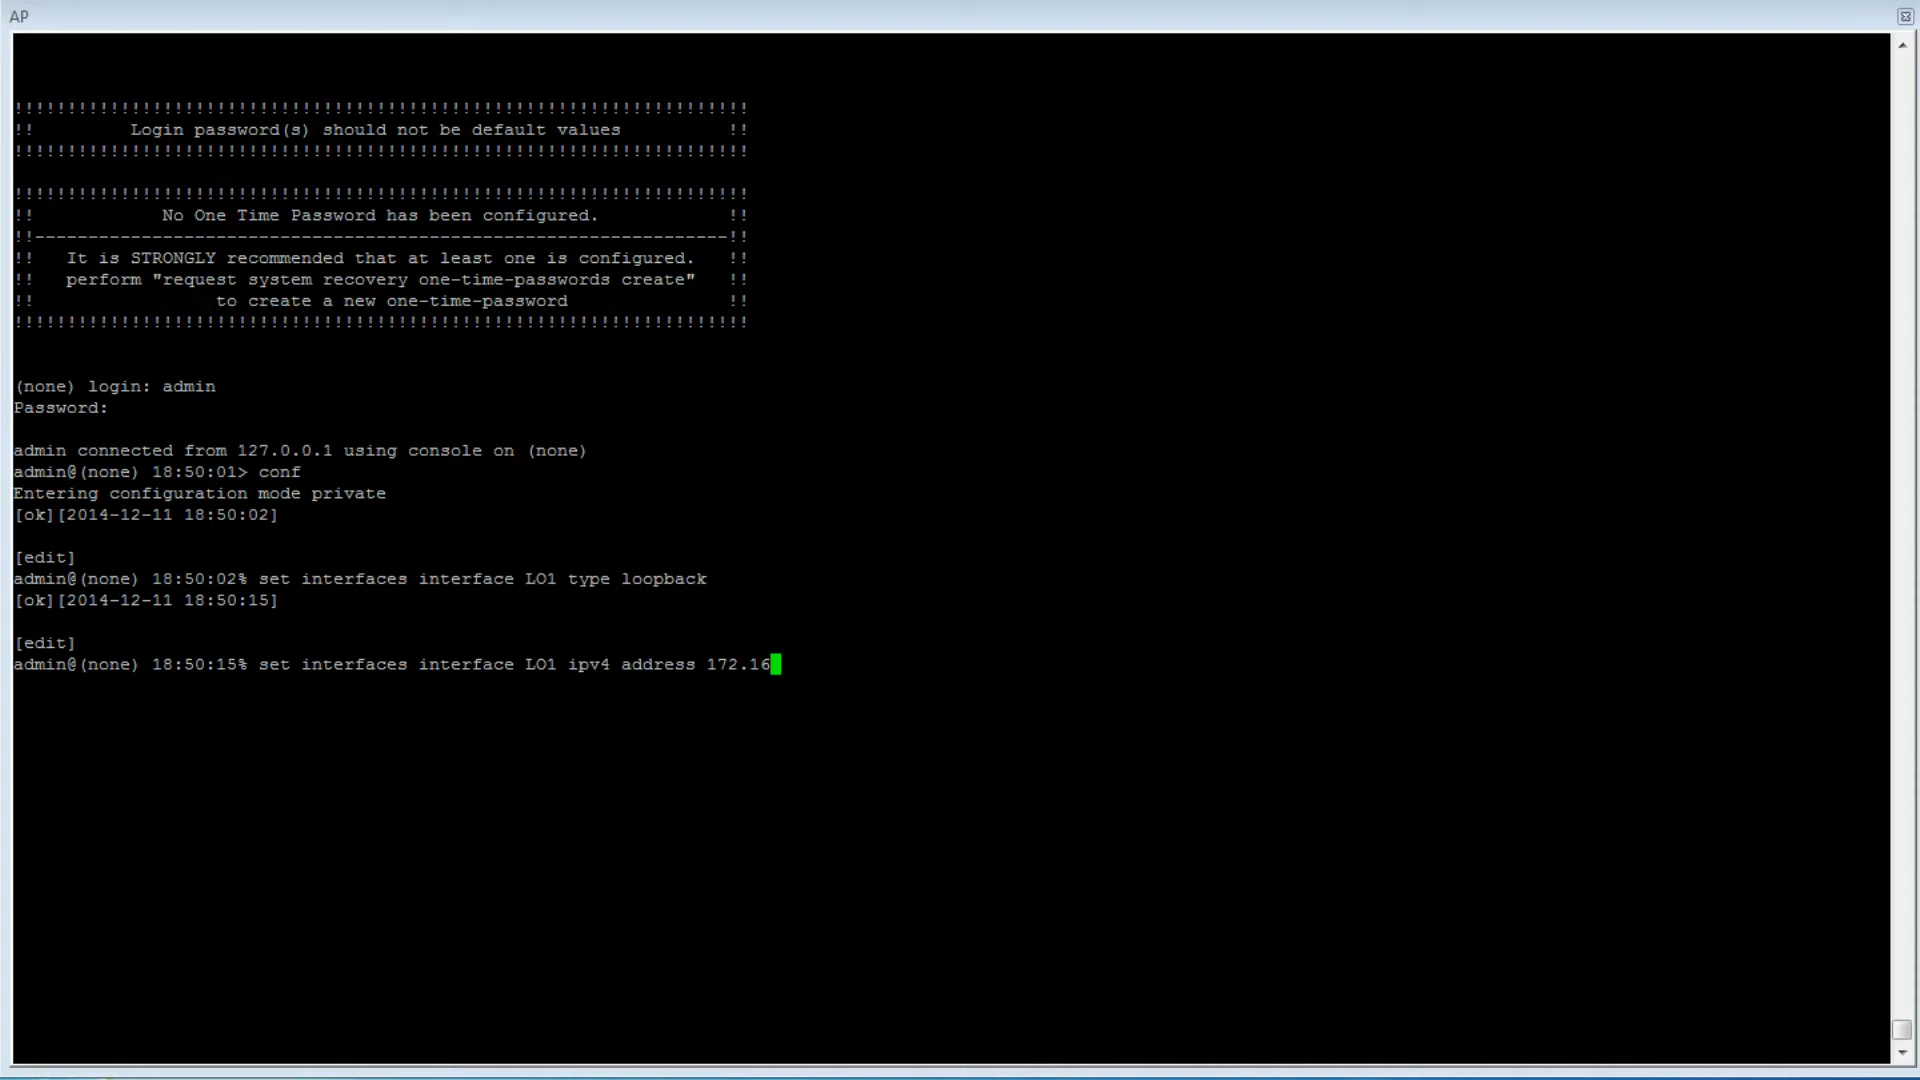 AP
!!!!!!!!!!!!!!!!!!!!!!!!!!!!!!!!!!!!!!!!!!!!!!!!!!!!!!!!!!!!!!!!!!!!!
!!         Login password(s) should not be default values          !!
!!!!!!!!!!!!!!!!!!!!!!!!!!!!!!!!!!!!!!!!!!!!!!!!!!!!!!!!!!!!!!!!!!!!!
!!!!!!!!!!!!!!!!!!!!!!!!!!!!!!!!!!!!!!!!!!!!!!!!!!!!!!!!!!!!!!!!!!!!!
!!            No One Time Password has been configured.            !!
!!-----------------------------------------------------------------!!
!!   It is STRONGLY recommended that at least one is configured.   !!
!!   perform "request system recovery one-time-passwords create"   !!
!!                 to create a new one-time-password               !!
!!!!!!!!!!!!!!!!!!!!!!!!!!!!!!!!!!!!!!!!!!!!!!!!!!!!!!!!!!!!!!!!!!!!!
(none) login: admin
Password:
admin connected from 127.0.0.1 using console on (none)
admin@(none) 18:50:01> conf
Entering configuration mode private
[ok][2014-12-11 18:50:02]
[edit]
admin@(none) 18:50:02% set interfaces interface LO1 type loopback
[ok][2014-12-11 18:50:15]
[edit]
admin@(none) 18:50:15% set interfaces interface LO1 ipv4 address 172.16